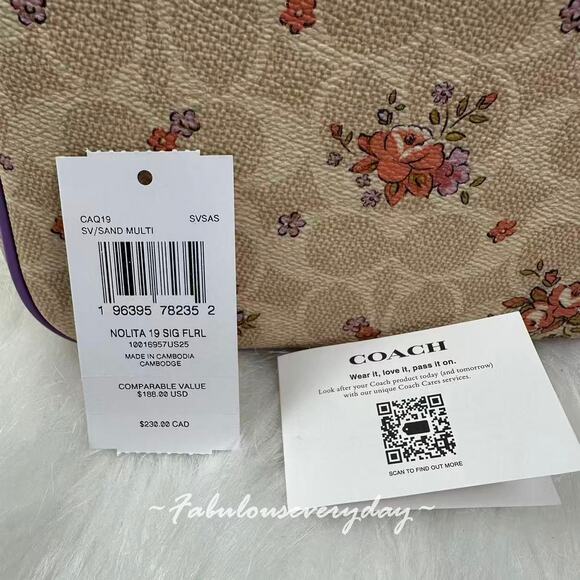 CAQ19 SVSAS
SV/SAND MULTI
1 96395 78235 2
NOLITA 19 SIG FLRL
10016957US25
MADE IN CAMBODIA
CAMBODGE
COMPARABLE VALUE
$188.00 USD
$230.00 CAD
COACH
Wear it, love it, pass it on.
Look after your Coach product today (and tomorrow)
with our unique Coach Cares services.
SCAN TO FIND OUT MORE
~Fabulouseveryday~